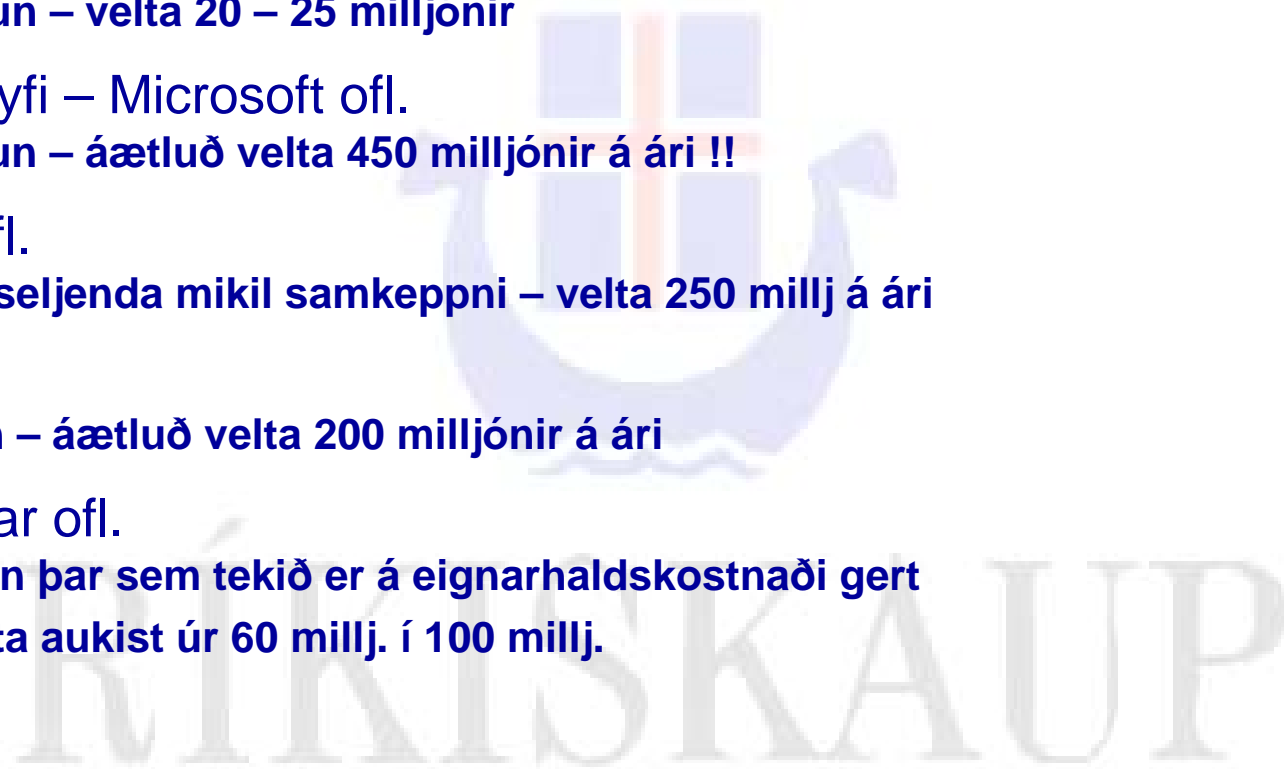 un – velta 20 – 25 milljónir
yfi – Microsoft ofl.
un – áætluð velta 450 milljónir á ári !!
fl.
seljenda mikil samkeppni – velta 250 millj á ári
n – áætluð velta 200 milljónir á ári
ar ofl.
n þar sem tekið er á eignarhaldskostnaði gert
ta aukist úr 60 millj. í 100 millj.
RÍKISKAUP